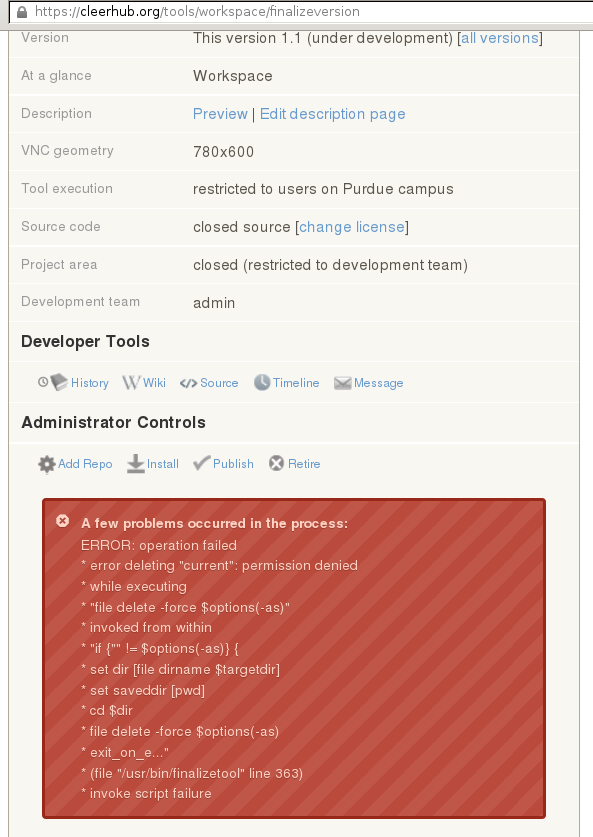 https://cleerhub.org/tools/workspace/finalizeversion
Version This version 1.1 (under development) [all versions]
At a glance Workspace
Description Preview | Edit description page
VNC geometry 780x600
Tool execution restricted to users on Purdue campus
Source code closed source [change license]
Project area closed (restricted to development team)
Development team admin
Developer Tools
History Wiki Source Timeline Message
Administrator Controls
Add Repo Install Publish Retire
A few problems occurred in the process:
ERROR: operation failed
* error deleting "current": permission denied
* while executing
* "file delete -force $options(-as)"
* invoked from within
* "if {"" != $options(-as)} {
* set dir [file dirname $targetdir]
* set savedir [pwd]
* cd $dir
* file delete -force $options(-as)
* exit_on_e..."
* (file "/usr/bin/finalizetool" line 363)
* invoke script failure